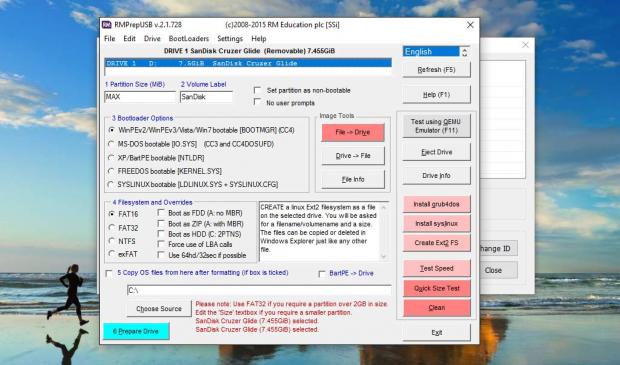 RMPrepUSB v.2.1.728 (c)2008-2015 RM Education plc [SSi]
File Edit Drive BootLoaders Settings Help
DRIVE 1 SanDisk Cruzer Glide (Removable) 7.455GiB
English
DRIVE 1 D: 7.5GiB SanDisk Cruzer Glide
Refresh (F5)
1 Partition Size (MiB) 2 Volume Label
MAX
SanDisk
Set partition as non-bootable
No user prompts
Help (F1)
3 Bootloader Options
WinPEv2/WinPEv3/Vista/Win7 bootable [BOOTMGR] (CC4)
MS-DOS bootable [IO.SYS] (CC3 and CC4DOSUFD)
XP/BartPE bootable [NTLDR]
FREEDOS bootable [KERNEL.SYS]
SYSLINUX bootable [LDLINUX.SYS + SYSLINUX.CFG]
Image Tools
File -> Drive
Drive -> File
File Info
Test using QEMU
Emulator (F11)
Eject Drive
Drive Info
4 Filesystem and Overrides
FAT16
FAT32
NTFS
exFAT
Boot as FDD (A: no MBR)
Boot as ZIP (A: with MBR)
Boot as HDD (C: 2PTNS)
Force use of LBA calls
Use 64hd/32sec if possible
CREATE a linux Ext2 filesystem as a file
on the selected drive. You will be asked
for a filename/volumename and a size.
The files can be copied or deleted in
Windows Explorer just like any other
file.
Install grub4dos
Install syslinux
Create Ext2 FS
5 Copy OS files from here after formatting (if box is ticked)
BartPE -> Drive
C:\
Test Speed
Quick Size Test
Clean
Choose Source
Please note: Use FAT32 if you require a partition over 2GB in size.
Edit the 'Size' textbox if you require a smaller partition.
SanDisk Cruzer Glide (7.455GiB) selected.
SanDisk Cruzer Glide (7.455GiB) selected.
6 Prepare Drive
Exit
hange ID
Close